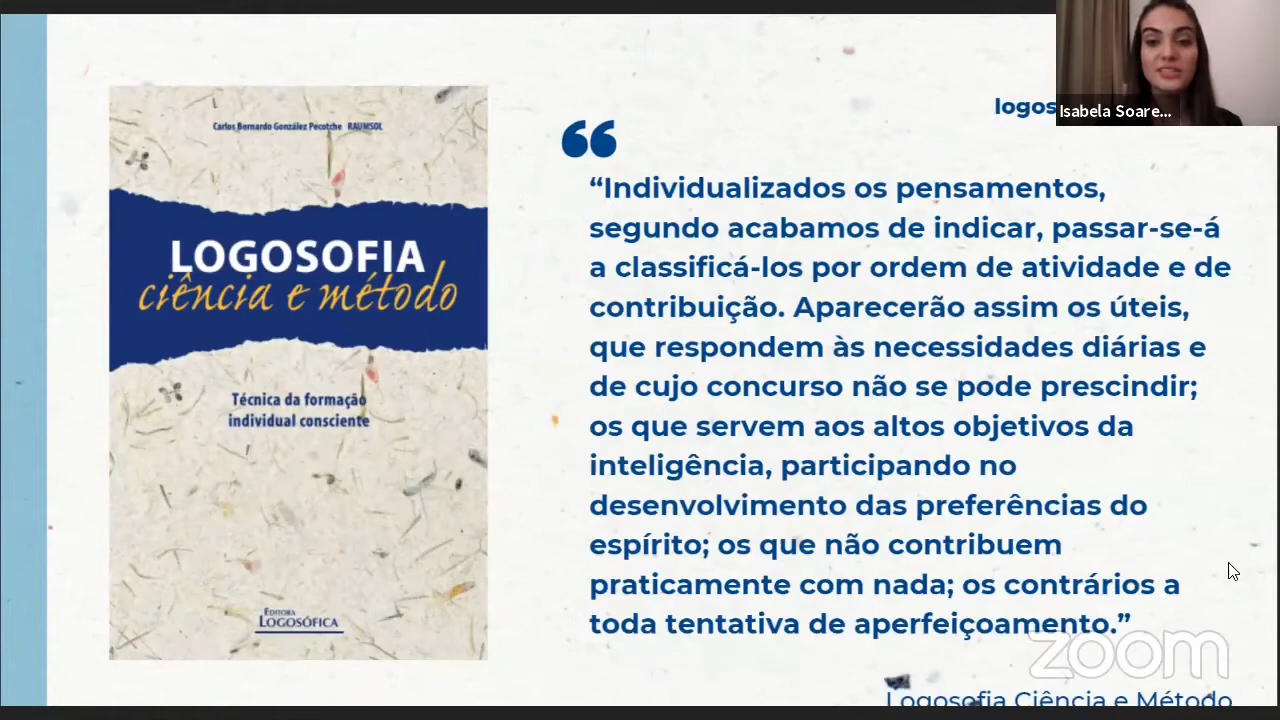 Carlos Bernardo González Pecotche RAUMSOL
LOGOSOFIA
ciência e método
Técnica da formação
individual consciente
EDITORA
LOGOSÓFICA
logos
Isabela Soare...
“Individualizados os pensamentos,
segundo acabamos de indicar, passar-se-á
a classificá-los por ordem de atividade e de
contribuição. Aparecerão assim os úteis,
que respondem às necessidades diárias e
de cujo concurso não se pode prescindir;
os que servem aos altos objetivos da
inteligência, participando no
desenvolvimento das preferências do
espírito; os que não contribuem
praticamente com nada; os contrários a
toda tentativa de aperfeiçoamento.”
zoom
Logosofia Ciência e Método